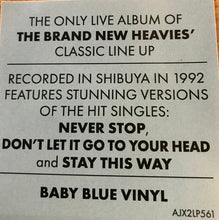 THE ONLY LIVE ALBUM OF
THE BRAND NEW HEAVIES'
CLASSIC LINE UP
RECORDED IN SHIBUYA IN 1992
FEATURES STUNNING VERSIONS
OF THE HIT SINGLES:
NEVER STOP,
DON'T LET IT GO TO YOUR HEAD
and STAY THIS WAY
BABY BLUE VINYL
AJX2LP561